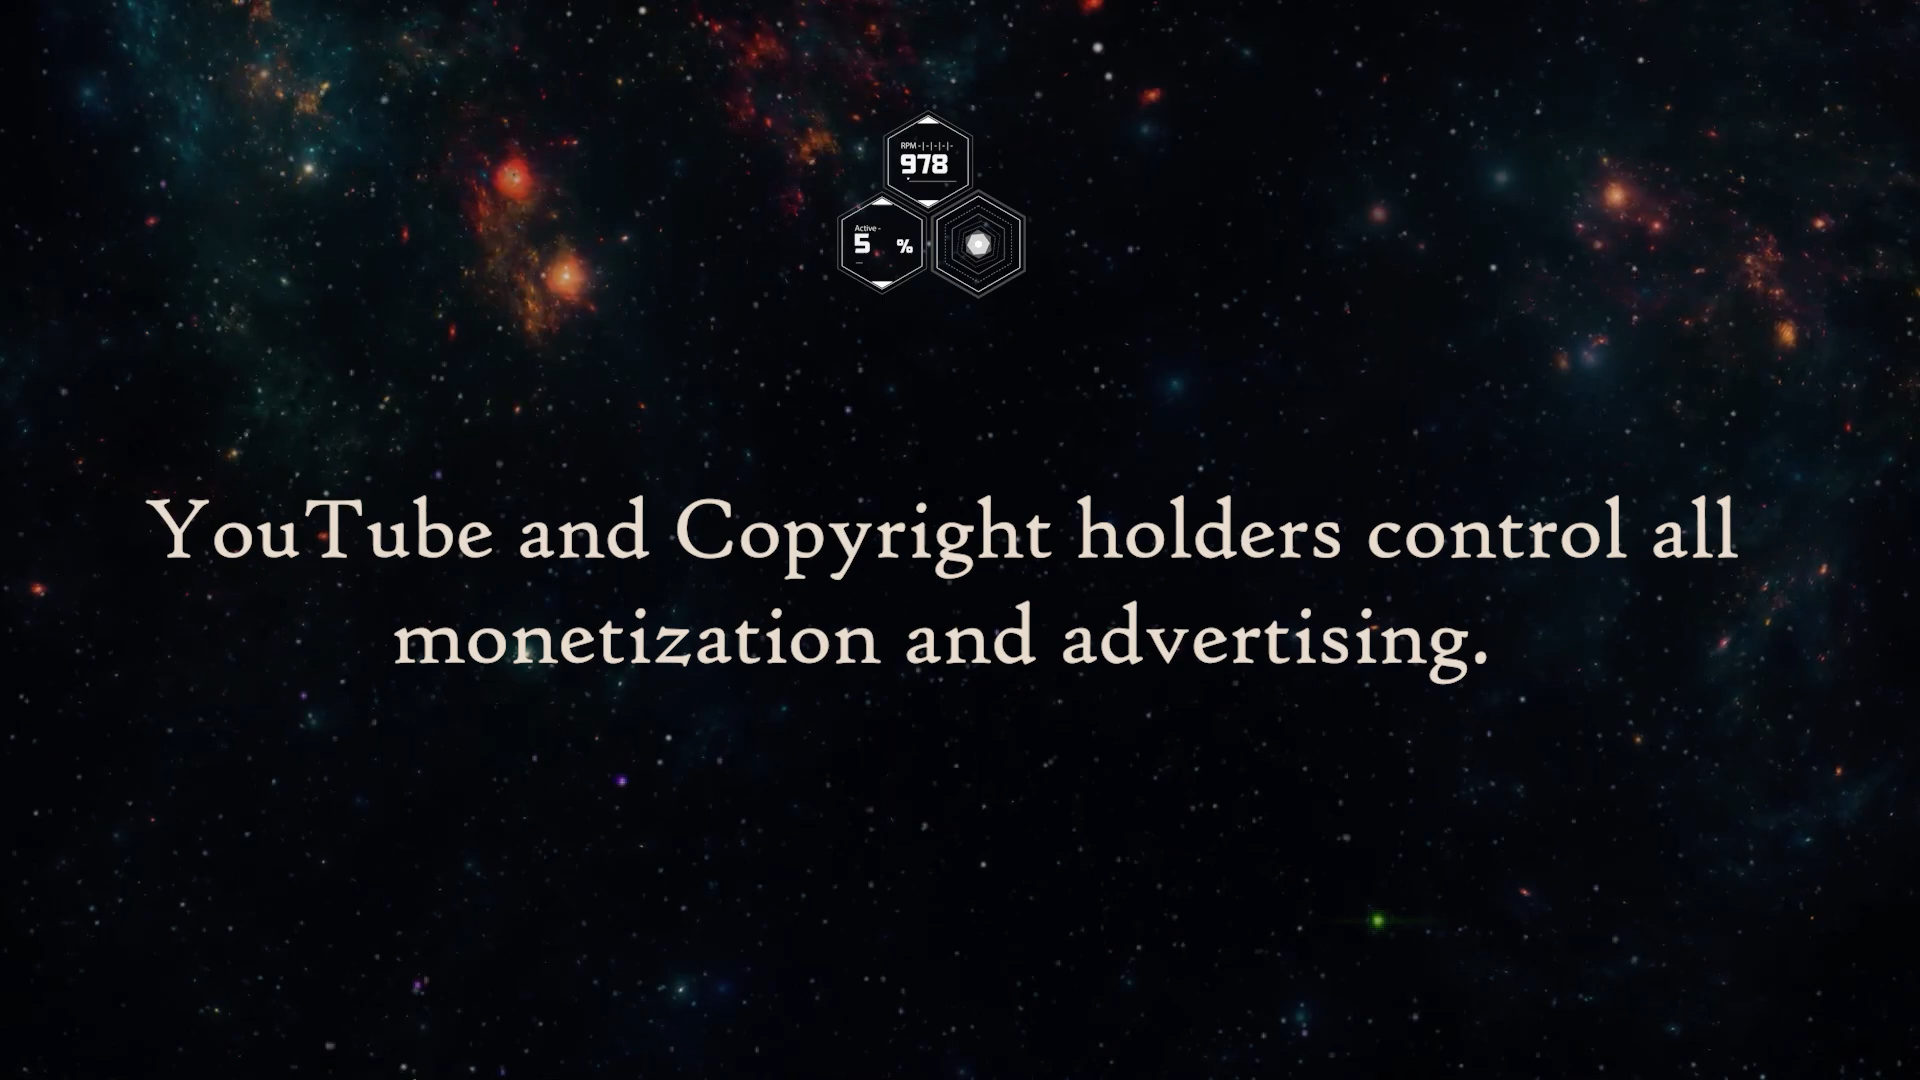 RPM -|-|-|-|-
978
Active -
5 %
YouTube and Copyright holders control all
monetization and advertising.